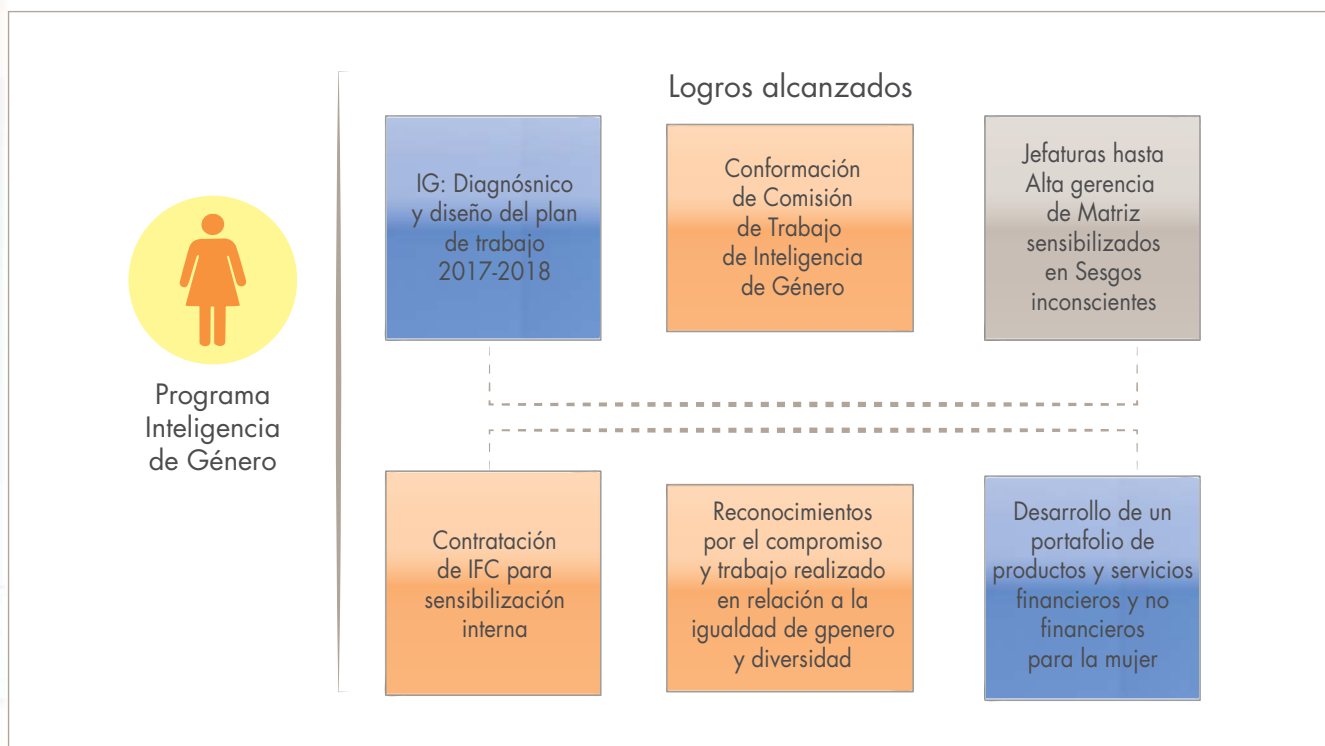 Logros alcanzados
IG: Diagnósnico
y diseño del plan
de trabajo
2017-2018
Conformación
de Comisión
de Trabajo
de Inteligencia
de Género
Jefaturas hasta
Alta gerencia
de Matriz
sensibilizados
en Sesgos
inconscientes
Programa
Inteligencia
de Género
Contratación
de IFC para
sensibilización
interna
Reconocimientos
por el compromiso
y trabajo realizado
en relación a la
igualdad de gpenero
y diversidad
Desarrollo de un
portafolio de
productos y servicios
financieros y no
financieros
para la mujer